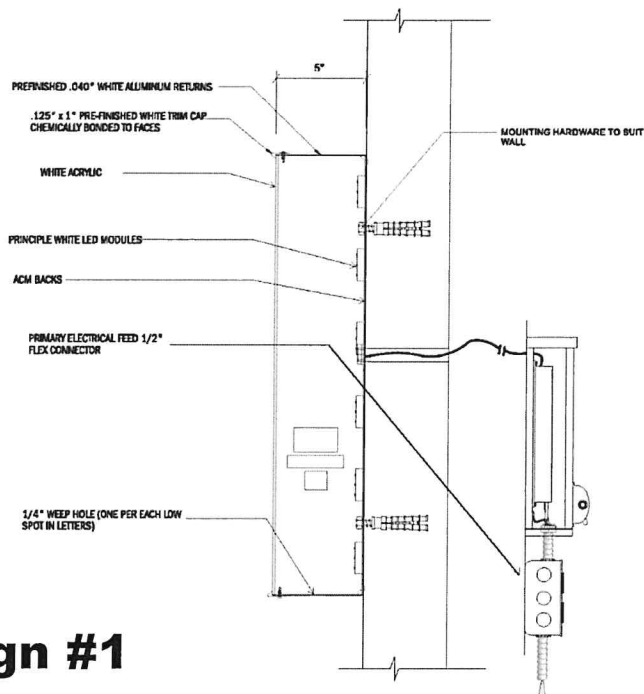 5"
PREFINISHED .040" WHITE ALUMINUM RETURNS
.125" x 1" PRE-FINISHED WHITE TRIM CAP
CHEMICALLY BONDED TO FACES
MOUNTING HARDWARE TO SUIT
WALL
WHITE ACRYLIC
PRINCIPLE WHITE LED MODULES
ACM BACKS
PRIMARY ELECTRICAL FEED 1/2"
FLEX CONNECTOR
1/4" WEEP HOLE (ONE PER EACH LOW
SPOT IN LETTERS)
gn #1